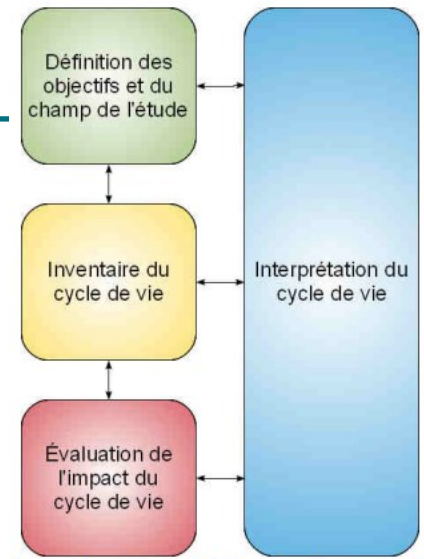 Définition des
objectifs et du
champ de l'étude
Inventaire du
cycle de vie
Interprétation du
cycle de vie
Évaluation de
l'impact du
cycle de vie